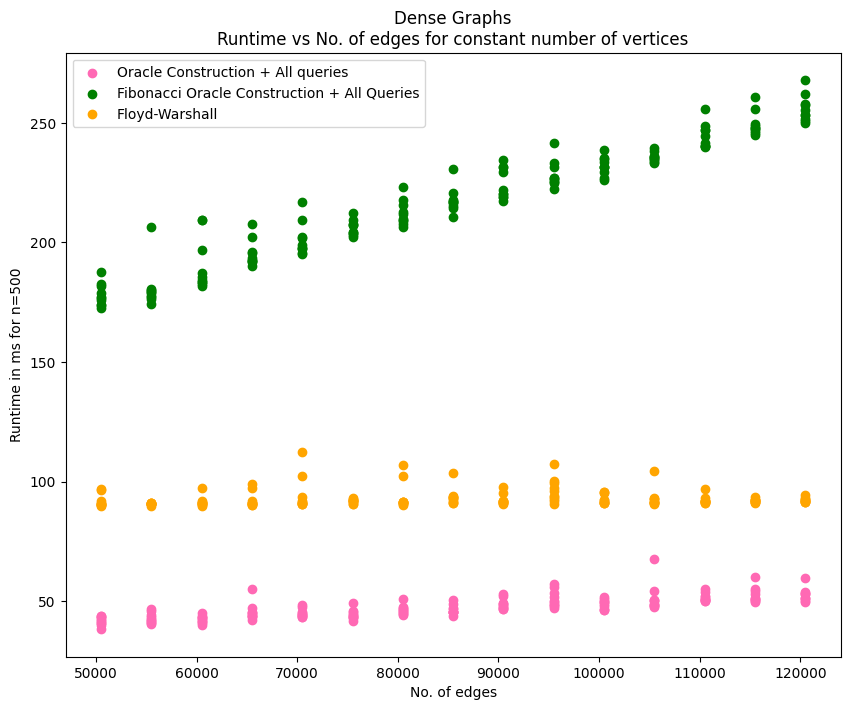 Dense Graphs
Runtime vs No. of edges for constant number of vertices
Oracle Construction + All queries
Fibonacci Oracle Construction + All Queries
Floyd-Warshall
250
200
150
100
50
Runtime in ms for n=500
50000 60000 70000 80000 90000 100000 110000 120000
No. of edges